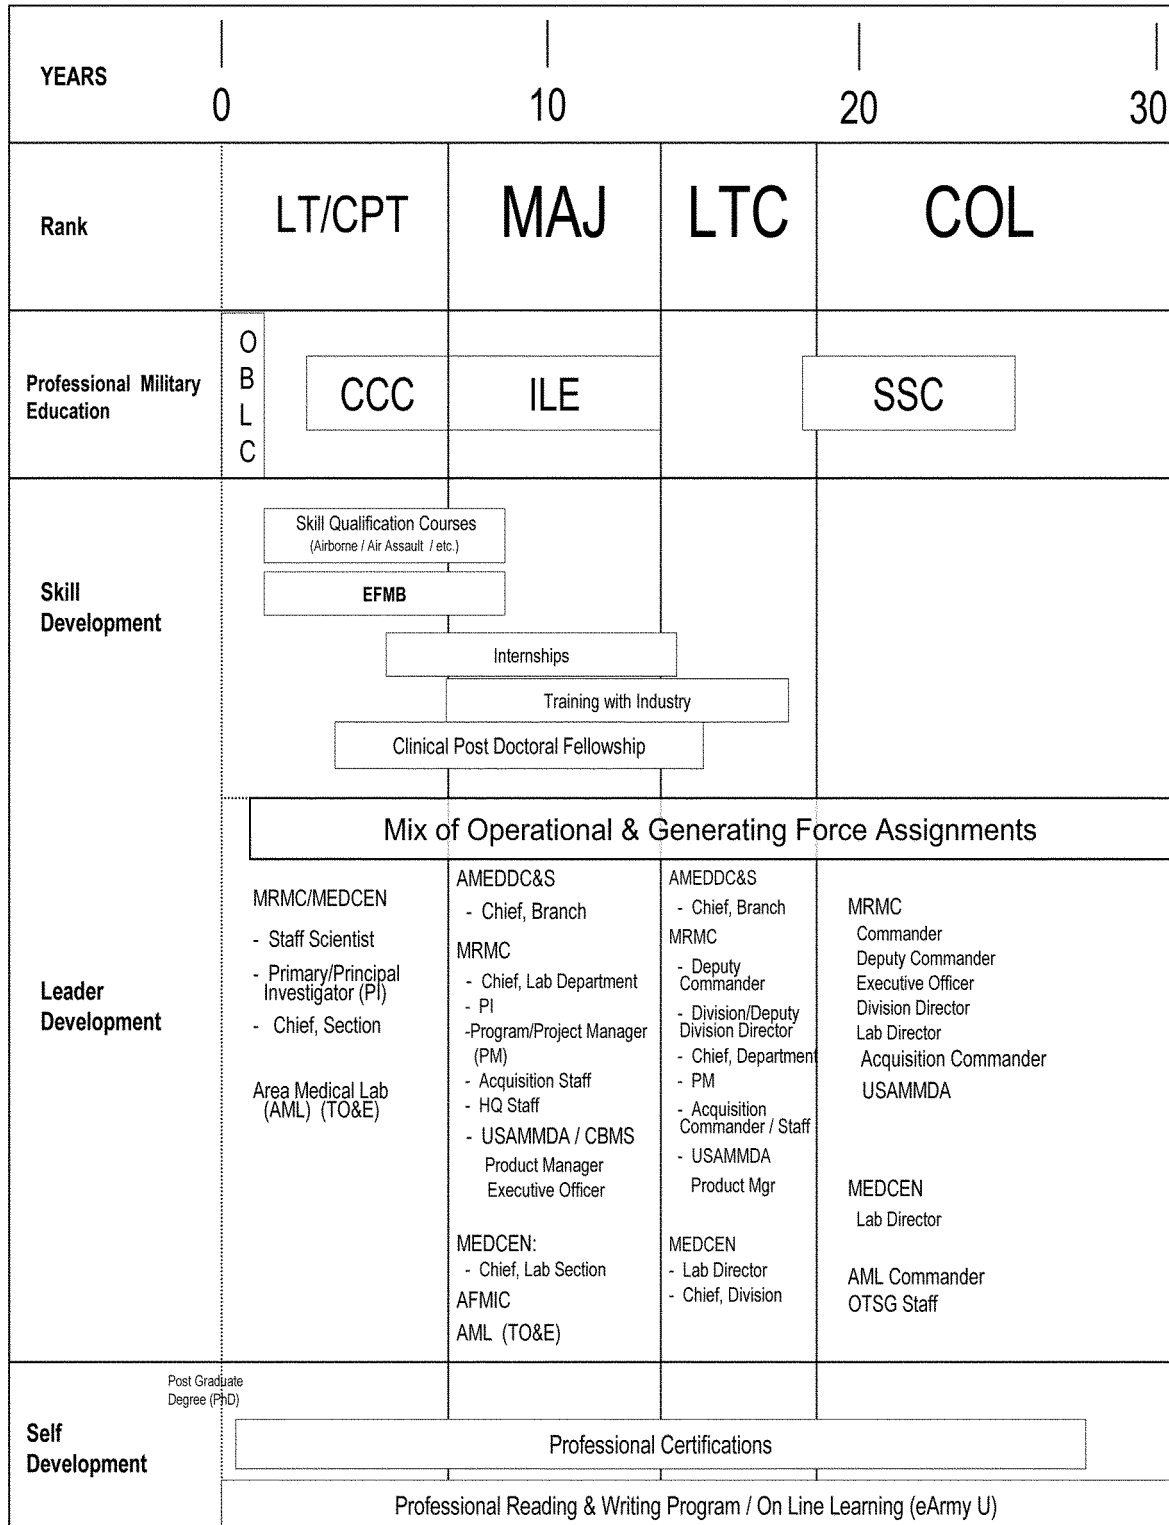 YEARS
0
10
20
30
Rank
LT/CPT
MAJ
LTC
COL
Professional Military
Education
O
B
L
C
CCC
ILE
SSC
Skill
Development
Skill Qualification Courses
(Airborne / Air Assault / etc.)
EFMB
Internships
Training with Industry
Clinical Post Doctoral Fellowship
Leader
Development
Mix of Operational & Generating Force Assignments
MRMC/MEDCEN
- Staff Scientist
- Primary/Principal
Investigator (PI)
- Chief, Section
Area Medical Lab
(AML) (TO&E)
AMEDDC&S
- Chief, Branch
MRMC
- Chief, Lab Department
- PI
-Program/Project Manager
(PM)
- Acquisition Staff
- HQ Staff
- USAMMDA / CBMS
Product Manager
Executive Officer
MEDCEN:
- Chief, Lab Section
AFMIC
AML (TO&E)
AMEDDC&S
- Chief, Branch
MRMC
- Deputy
Commander
- Division/Deputy
Division Director
- Chief, Department
- PM
- Acquisition
Commander / Staff
- USAMMDA
Product Mgr
MEDCEN
- Lab Director
- Chief, Division
MRMC
Commander
Deputy Commander
Executive Officer
Division Director
Lab Director
Acquisition Commander
USAMMDA
MEDCEN
Lab Director
AML Commander
OTSG Staff
Self
Development
Post Graduate
Degree (PhD)
Professional Certifications
Professional Reading & Writing Program / On Line Learning (eArmy U)